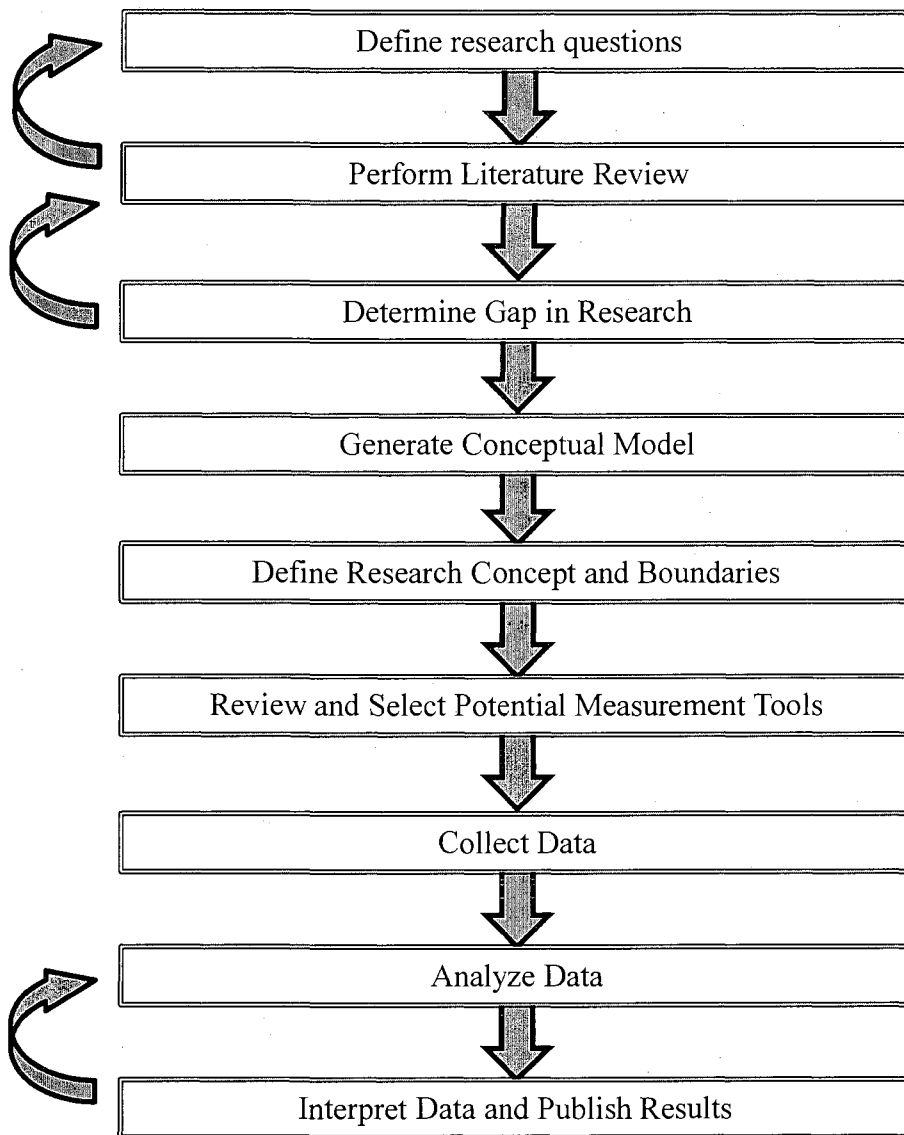 Define research questions
Perform Literature Review
Determine Gap in Research
Generate Conceptual Model
Define Research Concept and Boundaries
Review and Select Potential Measurement Tools
Collect Data
Analyze Data
Interpret Data and Publish Results